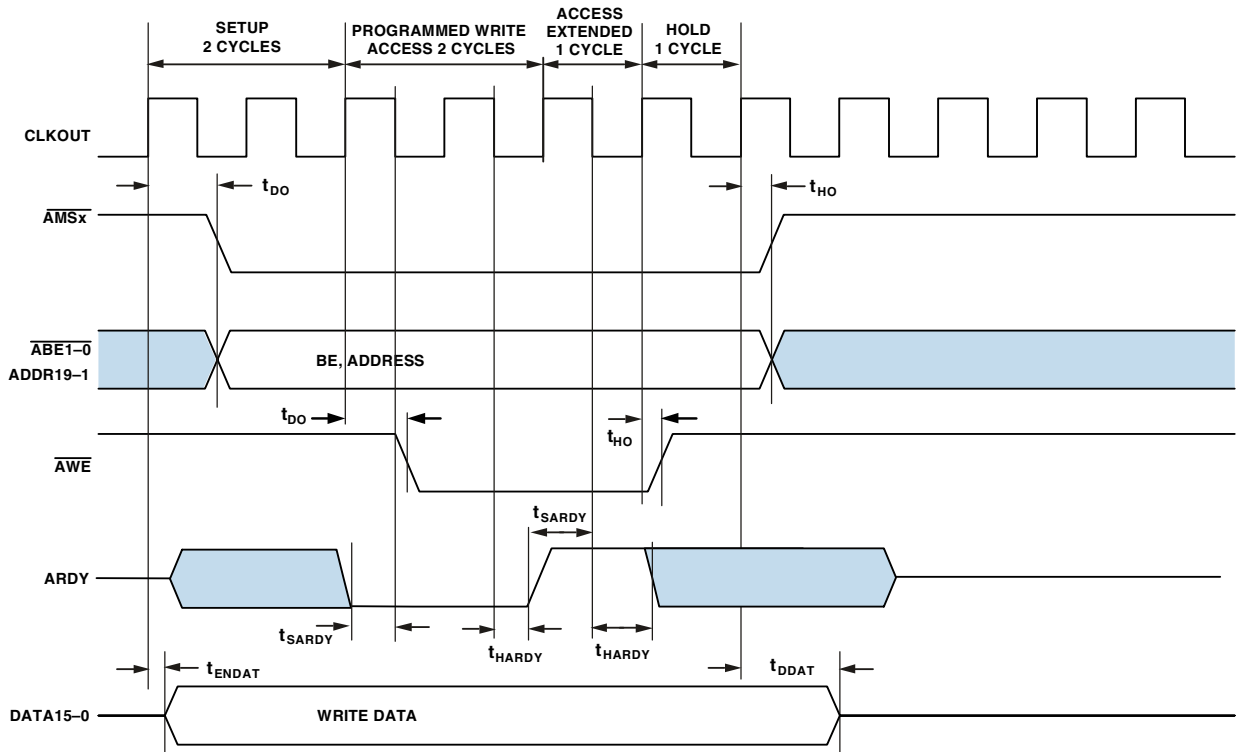 SETUP
2 CYCLES
PROGRAMMED WRITE
ACCESS 2 CYCLES
ACCESS
EXTENDED
1 CYCLE
HOLD
1 CYCLE
CLKOUT
tDO
tHO
AMSx
ABE1–0
ADDR19–1
BE, ADDRESS
tDO
tHO
AWE
tSARDY
ARDY
tSARDY
tHARDY
tHARDY
tENDAT
tDDAT
DATA15–0
WRITE DATA